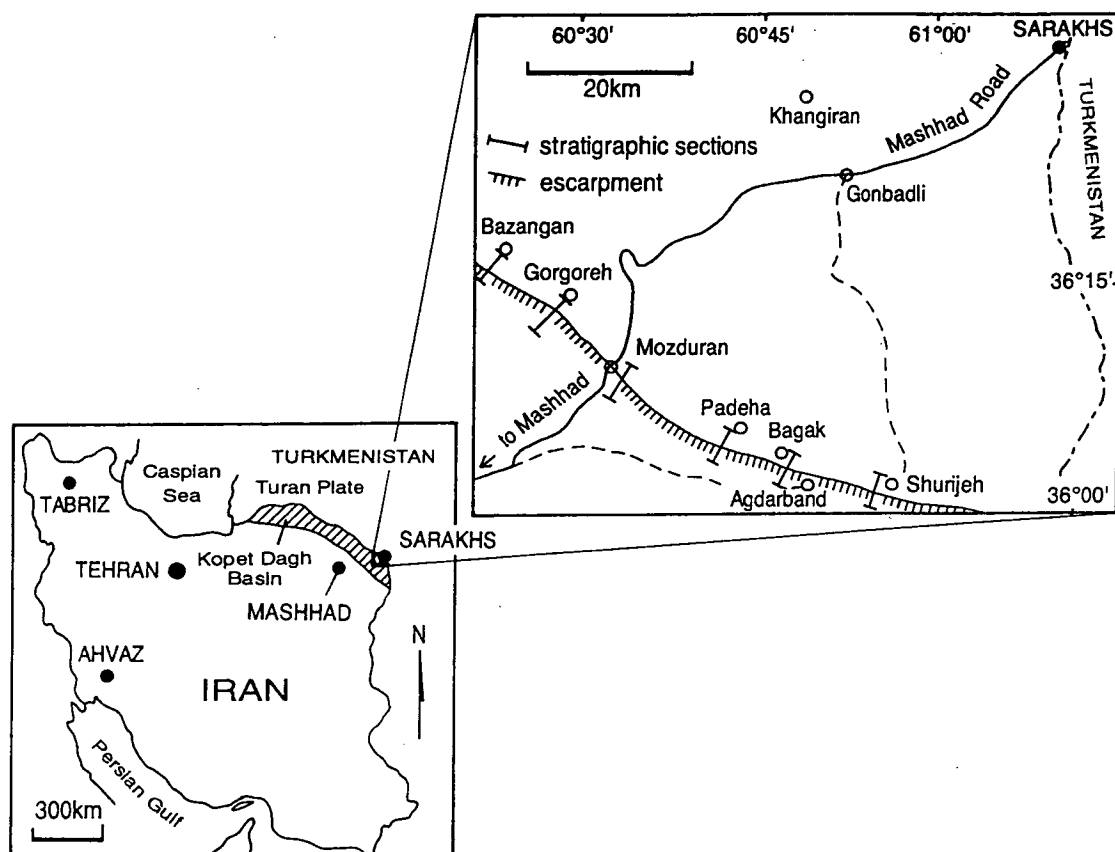 60°30'
60°45'
61°00'
SARAKHS
20km
Khangiran
Mashhad Road
TURKMENISTAN
stratigraphic sections
escarpment
Gonbadli
Bazangan
Gorgoreh
36°15'
Mozduran
to Mashhad
Padeha
Bagak
Agdarband
Shurijeh
36°00'
TABRIZ
Caspian
Sea
TURKMENISTAN
Turan Plate
SARAKHS
Kopet Dagh
Basin
TEHRAN
MASHHAD
N
AHVAZ
IRAN
Persian Gulf
300km